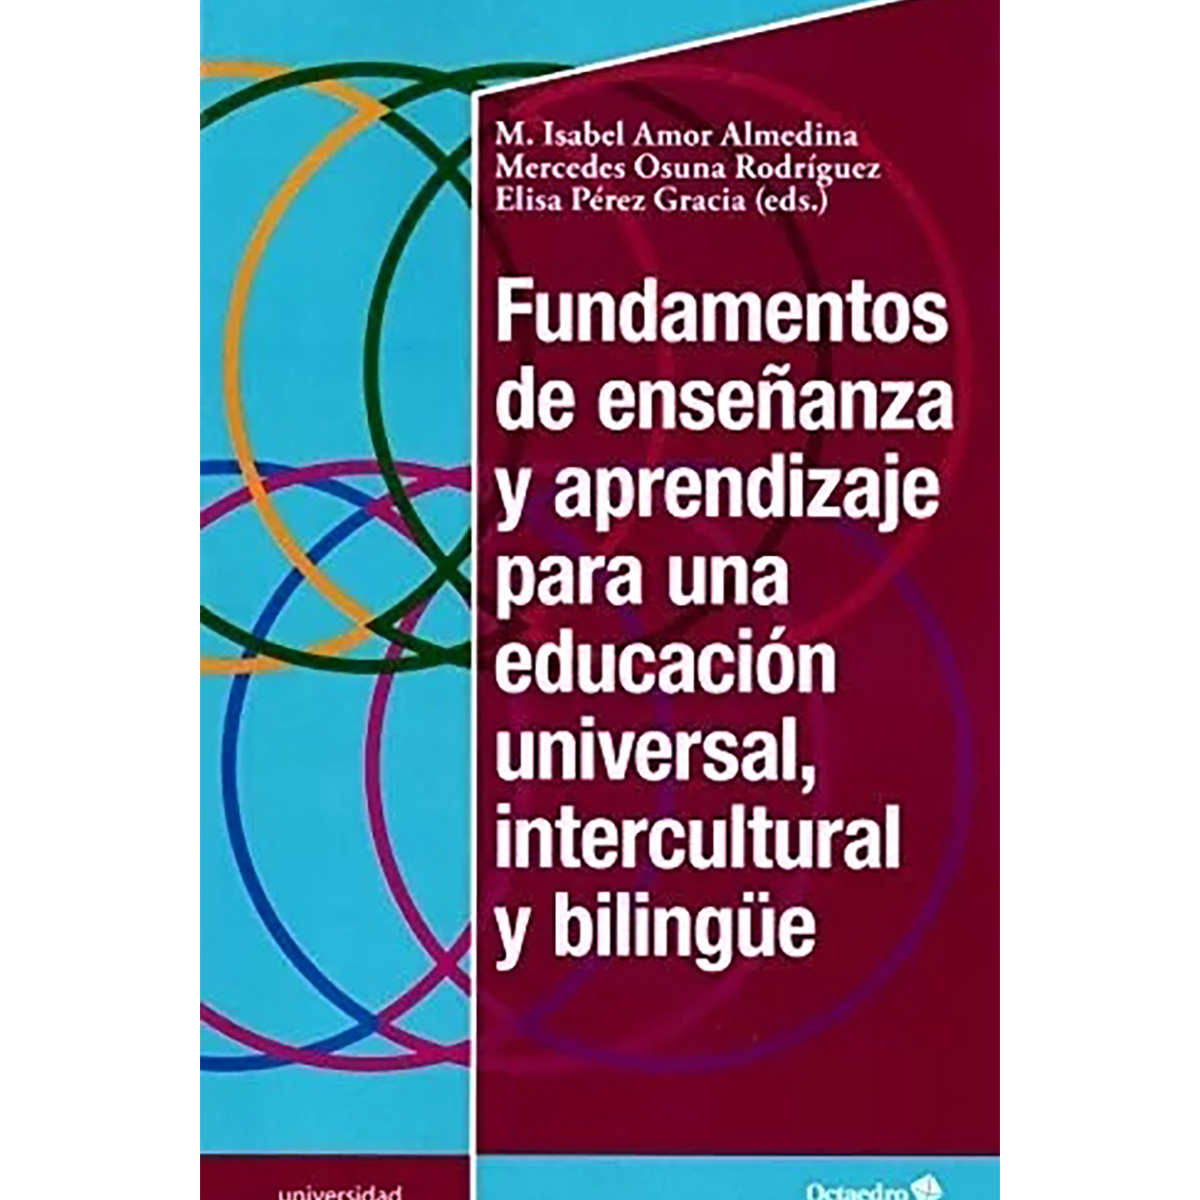 M. Isabel Amor Almedina
Mercedes Osuna Rodríguez
Elisa Pérez Gracia (eds.)
Fundamentos
de enseñanza
y aprendizaje
para una
educación
universal,
intercultural
y bilingüe
universidad
Octaedro